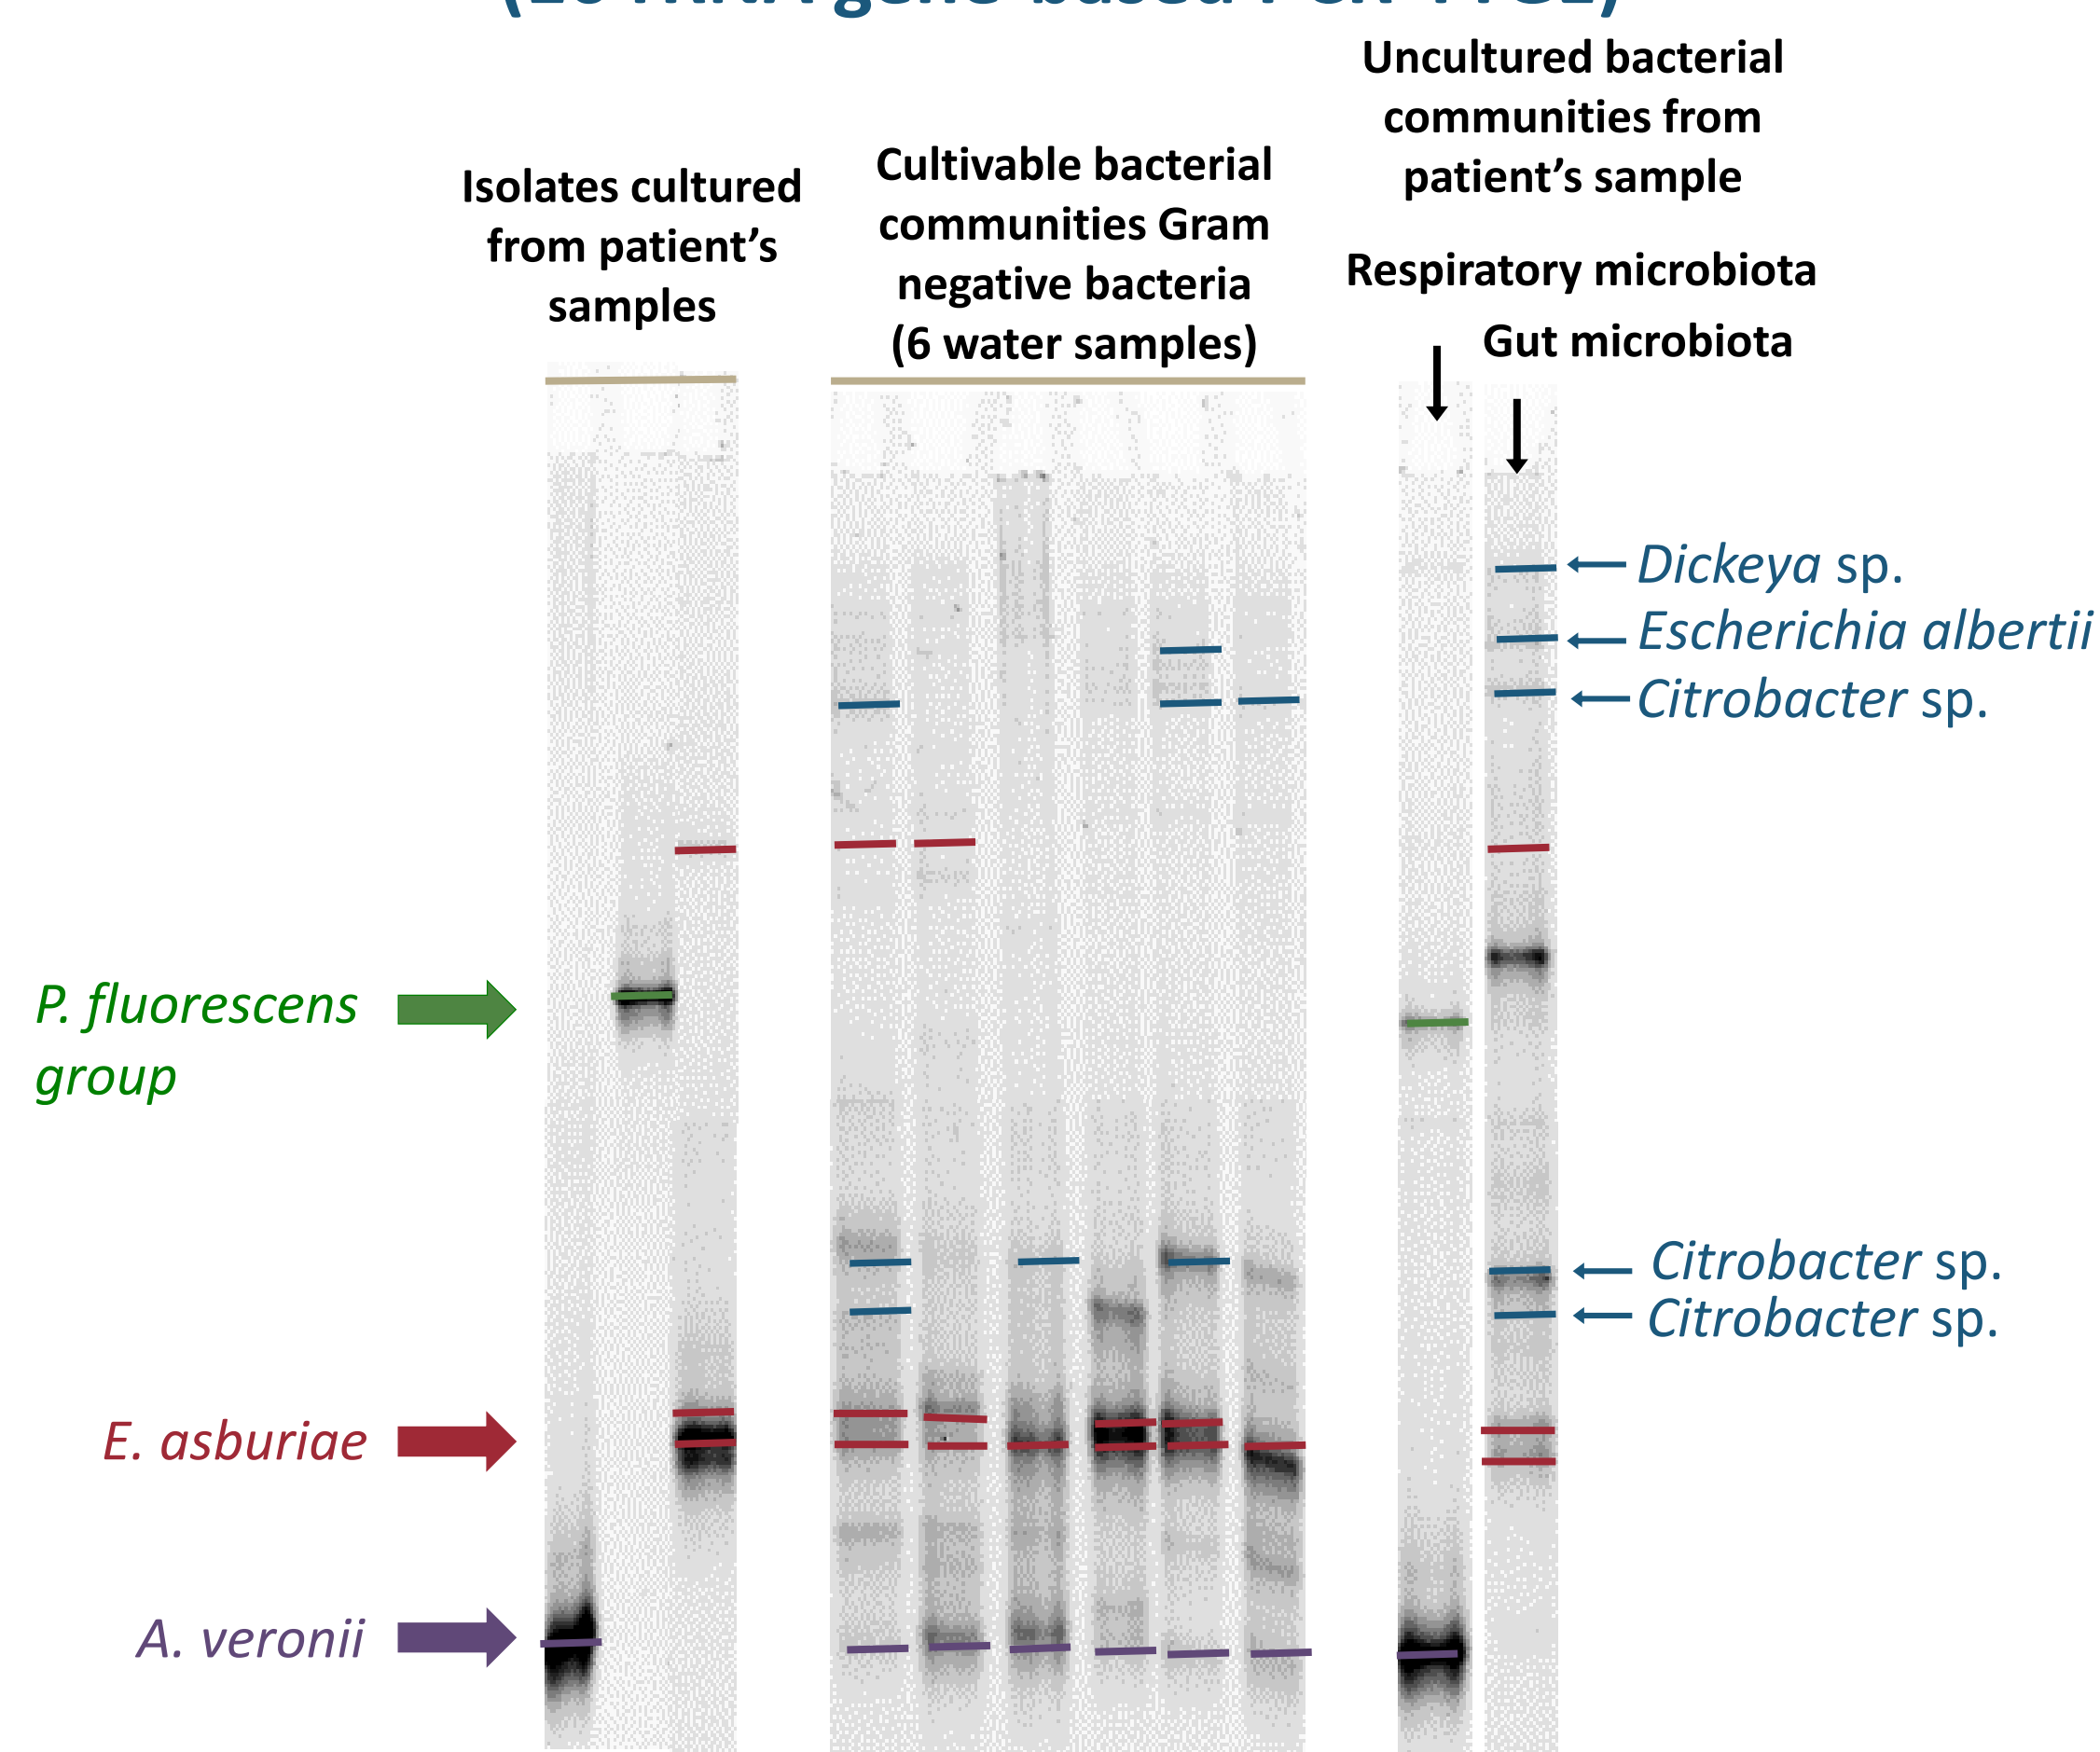 Isolates cultured
from patient’s
samples
Cultivable bacterial
communities Gram
negative bacteria
(6 water samples)
Uncultured bacterial
communities from
patient’s sample
Respiratory microbiota
Gut microbiota
Dickeya sp.
Escherichia albertii
Citrobacter sp.
P. fluorescens
group
Citrobacter sp.
Citrobacter sp.
E. asburiae
A. veronii